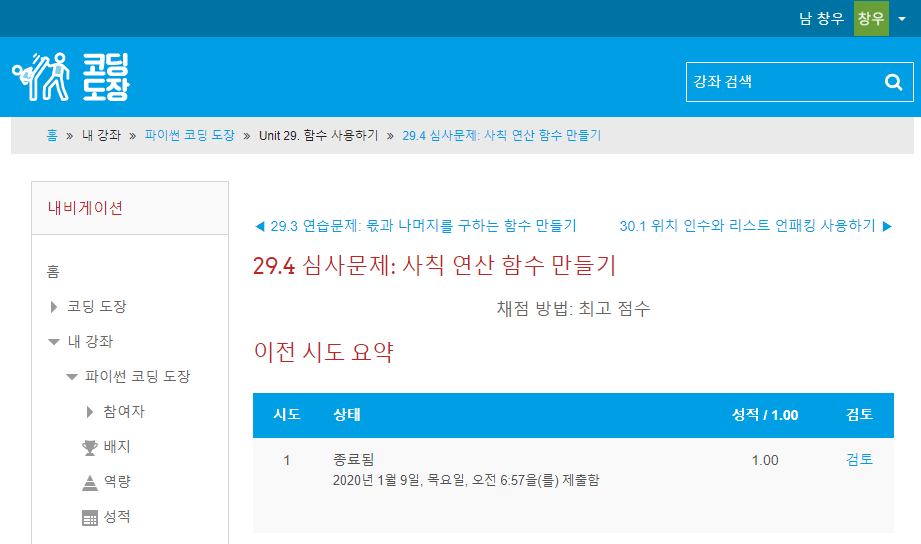 남 창우 창우
코딩
도장
강좌 검색
홈 » 내 강좌 » 파이썬 코딩 도장 » Unit 29. 함수 사용하기 » 29.4 심사문제: 사칙 연산 함수 만들기
내비게이션
홈
코딩 도장
내 강좌
파이썬 코딩 도장
참여자
배지
역량
성적
◀ 29.3 연습문제: 몫과 나머지를 구하는 함수 만들기
30.1 위치 인수와 리스트 언패킹 사용하기 ▶
29.4 심사문제: 사칙 연산 함수 만들기
채점 방법: 최고 점수
이전 시도 요약
시도 상태 성적 / 1.00 검토
1 종료됨 1.00 검토
2020년 1월 9일, 목요일, 오전 6:57을(를) 제출함